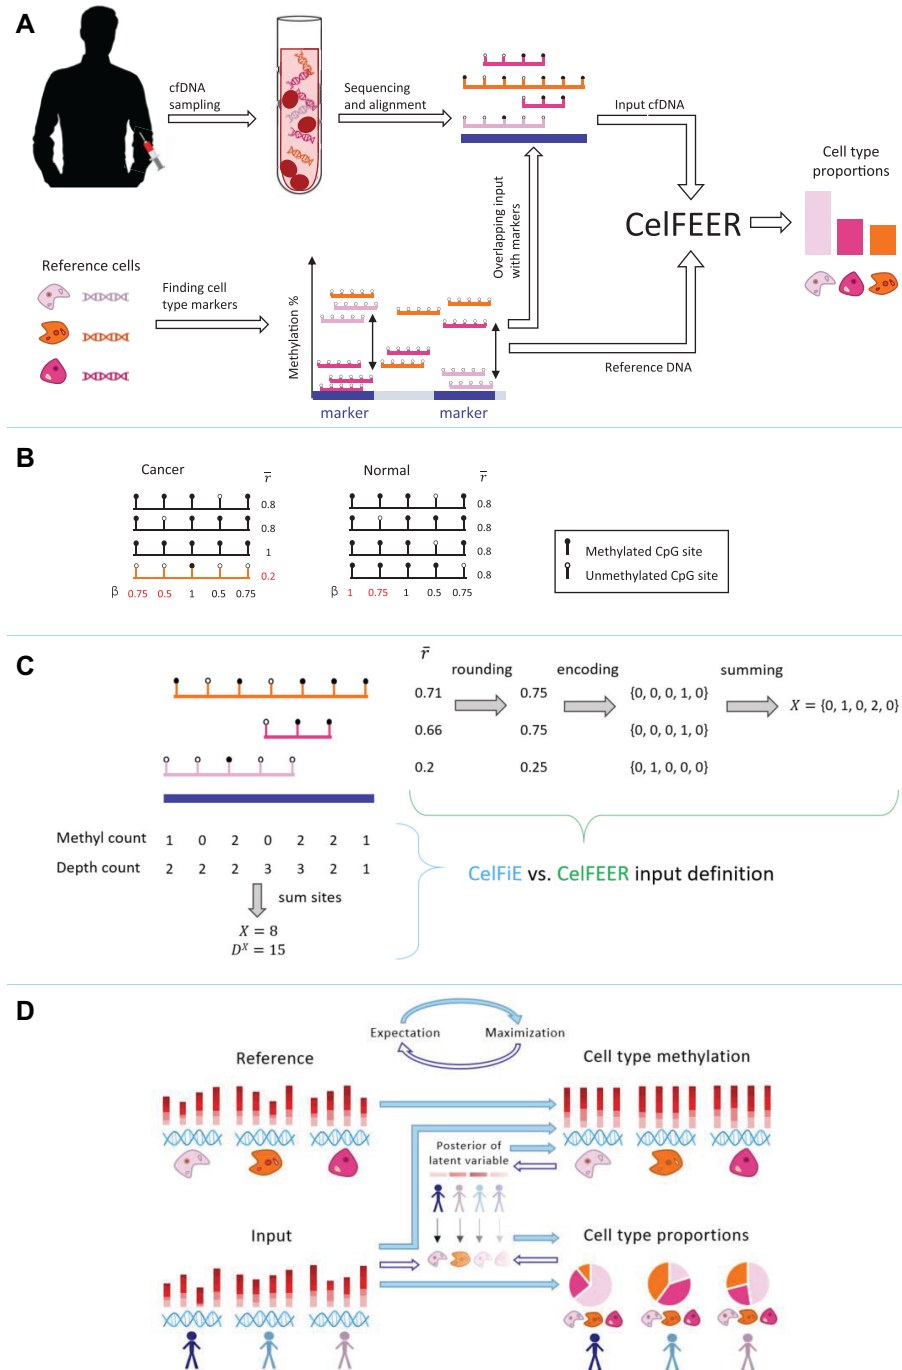 A
cfDNA
sampling
Sequencing
and alignment
Input cfDNA
Cell type
proportions
CelFEER
Overlapping input
with markers
Reference cells
Finding cell
type markers
Methylation %
Reference DNA
marker
marker
B
Cancer
r̅
Normal
r̅
0.8
0.8
0.8
0.8
1
0.8
0.2
0.8
β 0.75 0.5 1 0.5 0.75
β 1 0.75 1 0.5 0.75
Methylated CpG site
Unmethylated CpG site
C
r̅
rounding
encoding
summing
0.71
0.75
{0, 0, 0, 1, 0}
X = {0, 1, 0, 2, 0}
0.66
0.75
{0, 0, 0, 1, 0}
0.2
0.25
{0, 1, 0, 0, 0}
Methyl count 1 0 2 0 2 2 1
Depth count 2 2 2 3 3 2 1
sum sites
X = 8
Dˣ = 15
CelFiE vs. CelFEER input definition
D
Expectation
Maximization
Reference
Cell type methylation
Posterior of
latent variable
Input
Cell type proportions